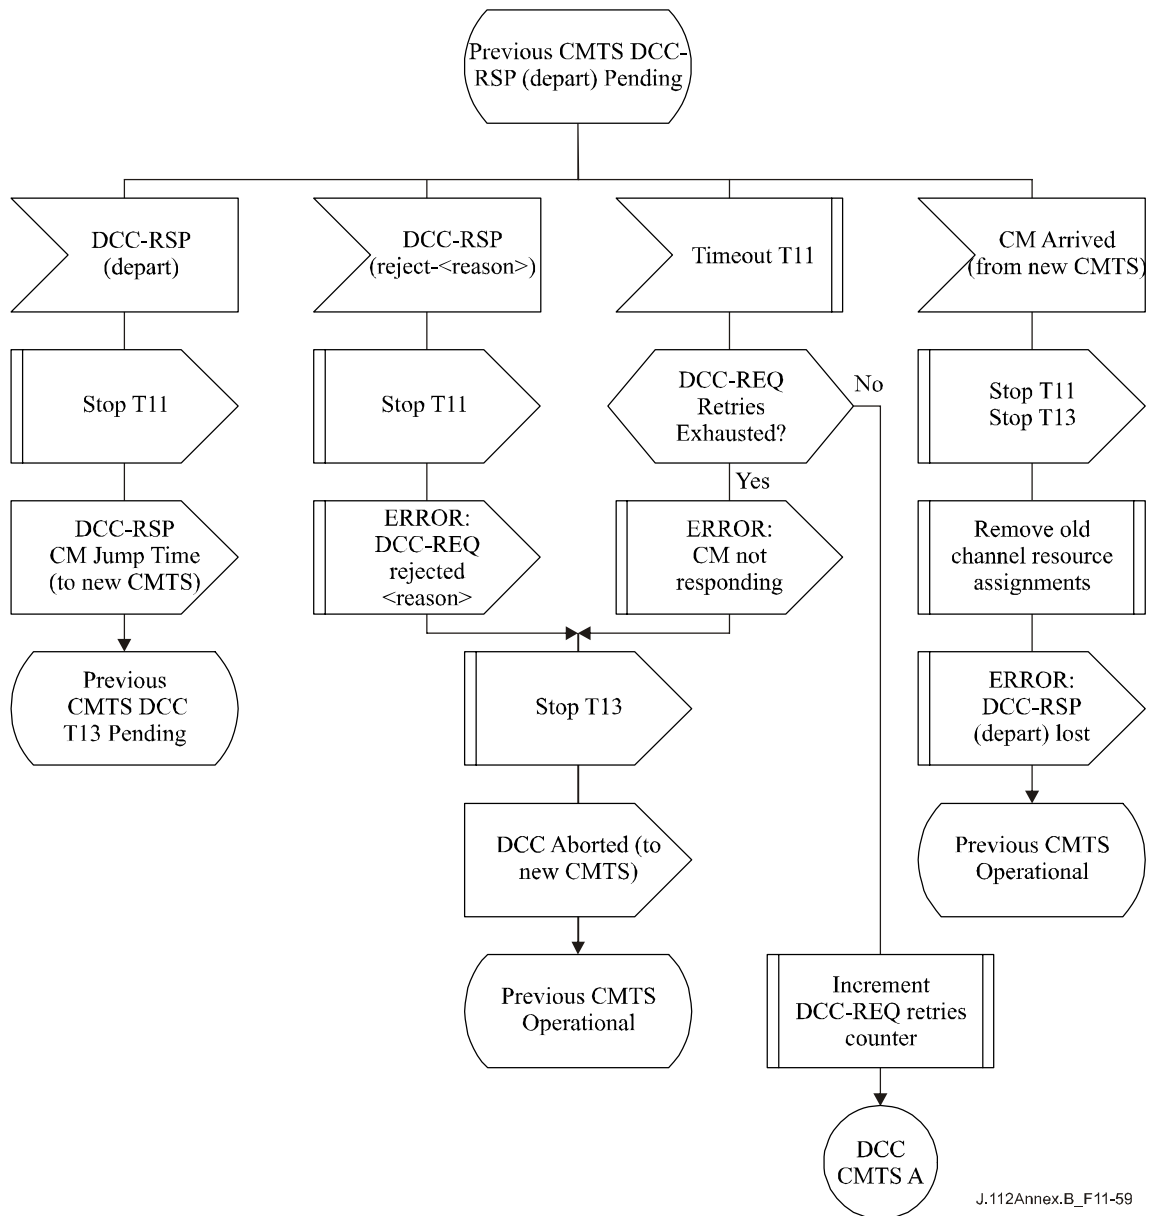 Previous CMTS DCC-
RSP (depart) Pending
DCC-RSP
(depart)
DCC-RSP
(reject-<reason>)
Timeout T11
CM Arrived
(from new CMTS)
Stop T11
Stop T11
DCC-REQ
Retries
Exhausted?
No
Stop T11
Stop T13
Yes
DCC-RSP
CM Jump Time
(to new CMTS)
ERROR:
DCC-REQ
rejected
<reason>
ERROR:
CM not
responding
Remove old
channel resource
assignments
Previous
CMTS DCC
T13 Pending
Stop T13
ERROR:
DCC-RSP
(depart) lost
DCC Aborted (to
new CMTS)
Previous CMTS
Operational
Previous CMTS
Operational
Increment
DCC-REQ retries
counter
DCC
CMTS A
J.112Annex.B_F11-59